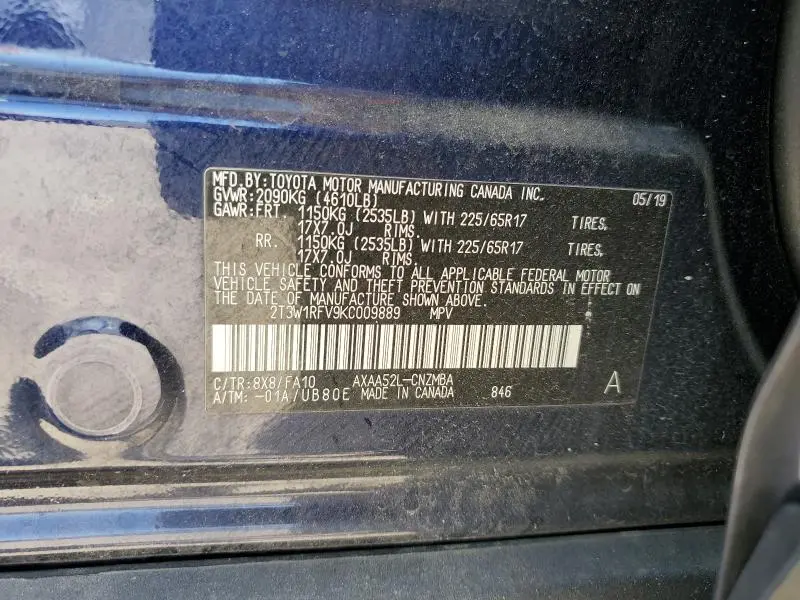 MFD.BY:TOYOTA MOTOR MANUFACTURING CANADA INC. 05/19
GVWR:2090KG (4610LB)
GAWR:FRT. 1150KG (2535LB) WITH 225/65R17 TIRES,
17X7.0J RIMS.
RR. 1150KG (2535LB) WITH 225/65R17 TIRES,
17X7.0J RIMS.
THIS VEHICLE CONFORMS TO ALL APPLICABLE FEDERAL MOTOR
VEHICLE SAFETY AND THEFT PREVENTION STANDARDS IN EFFECT ON
THE DATE OF MANUFACTURE SHOWN ABOVE.
2T3W1RFV9KC009889 MPV
C/TR:8X8/FA10 AXAA52L-CNZMBA
A/TM:-01A/UB80E MADE IN CANADA 846 A